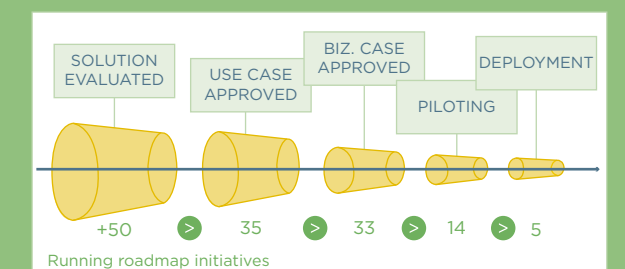 SOLUTION
EVALUATED
USE CASE
APPROVED
BIZ. CASE
APPROVED
PILOTING
DEPLOYMENT
+50 > 35 > 33 > 14 > 5
Running roadmap initiatives